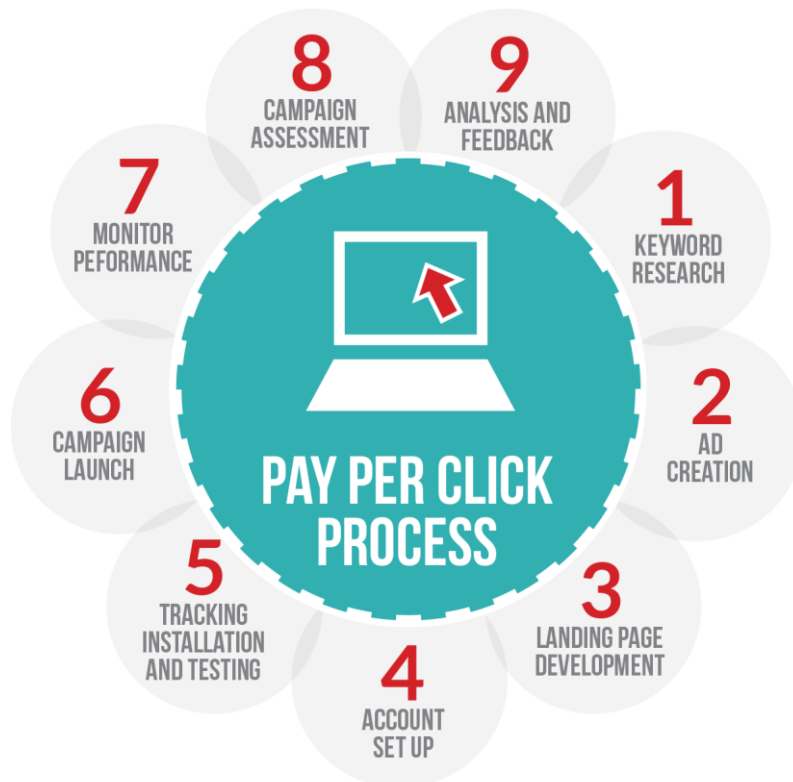 PAY PER CLICK
PROCESS
1
KEYWORD
RESEARCH
2
AD
CREATION
3
LANDING PAGE
DEVELOPMENT
4
ACCOUNT
SET UP
5
TRACKING
INSTALLATION
AND TESTING
6
CAMPAIGN
LAUNCH
7
MONITOR
PEFORMANCE
8
CAMPAIGN
ASSESSMENT
9
ANALYSIS AND
FEEDBACK